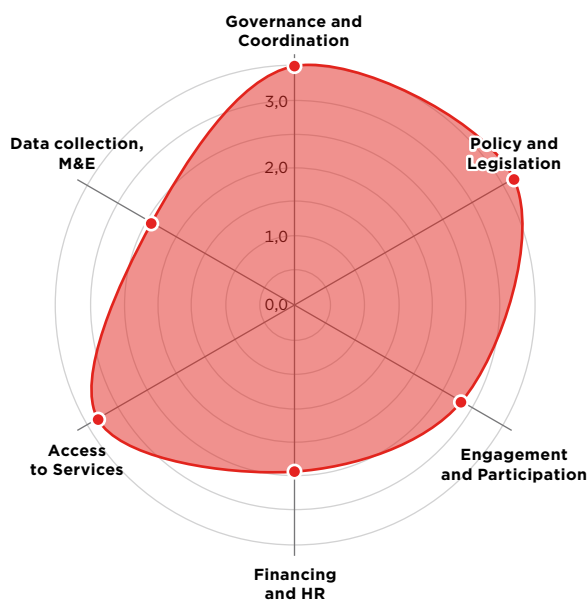 Governance and
Coordination
3,0
Data collection,
M&E
Policy and
Legislation
2,0
1,0
0,0
Access
to Services
Engagement
and Participation
Financing
and HR